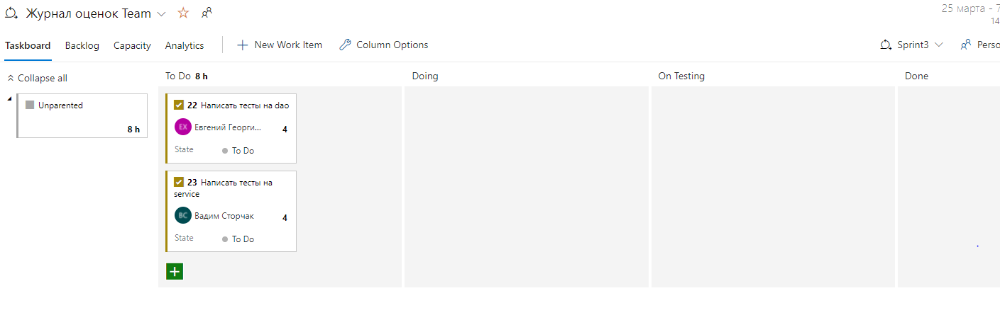 Журнал оценок Team
25 марта - 7
14
Taskboard Backlog Capacity Analytics New Work Item Column Options Sprint3 Perso
Collapse all
To Do 8 h
Doing
On Testing
Done
Unparented
8 h
22 Написать тесты на dao
ЕХ Евгений Георги... 4
State To Do
23 Написать тесты на
service
ВС Вадим Сторчак 4
State To Do